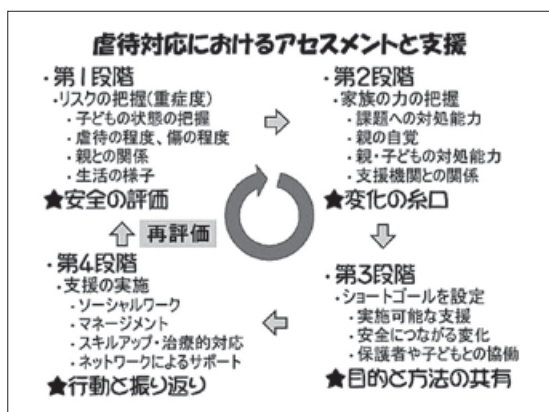 虐待対応におけるアセスメントと支援
・第1段階
・リスクの把握(重症度)
・子どもの状態の把握
・虐待の程度、傷の程度
・親との関係
・生活の様子
★安全の評価
・第2段階
・家族の力の把握
・課題への対処能力
・親の自覚
・親・子どもの対処能力
・支援機関との関係
★変化の糸口
・第3段階
・ショートゴールを設定
・実施可能な支援
・安全につながる変化
・保護者や子どもとの協働
★目的と方法の共有
・第4段階
・支援の実施
・ソーシャルワーク
・マネージメント
・スキルアップ・治療的対応
・ネットワークによるサポート
★行動と振り返り
再評価